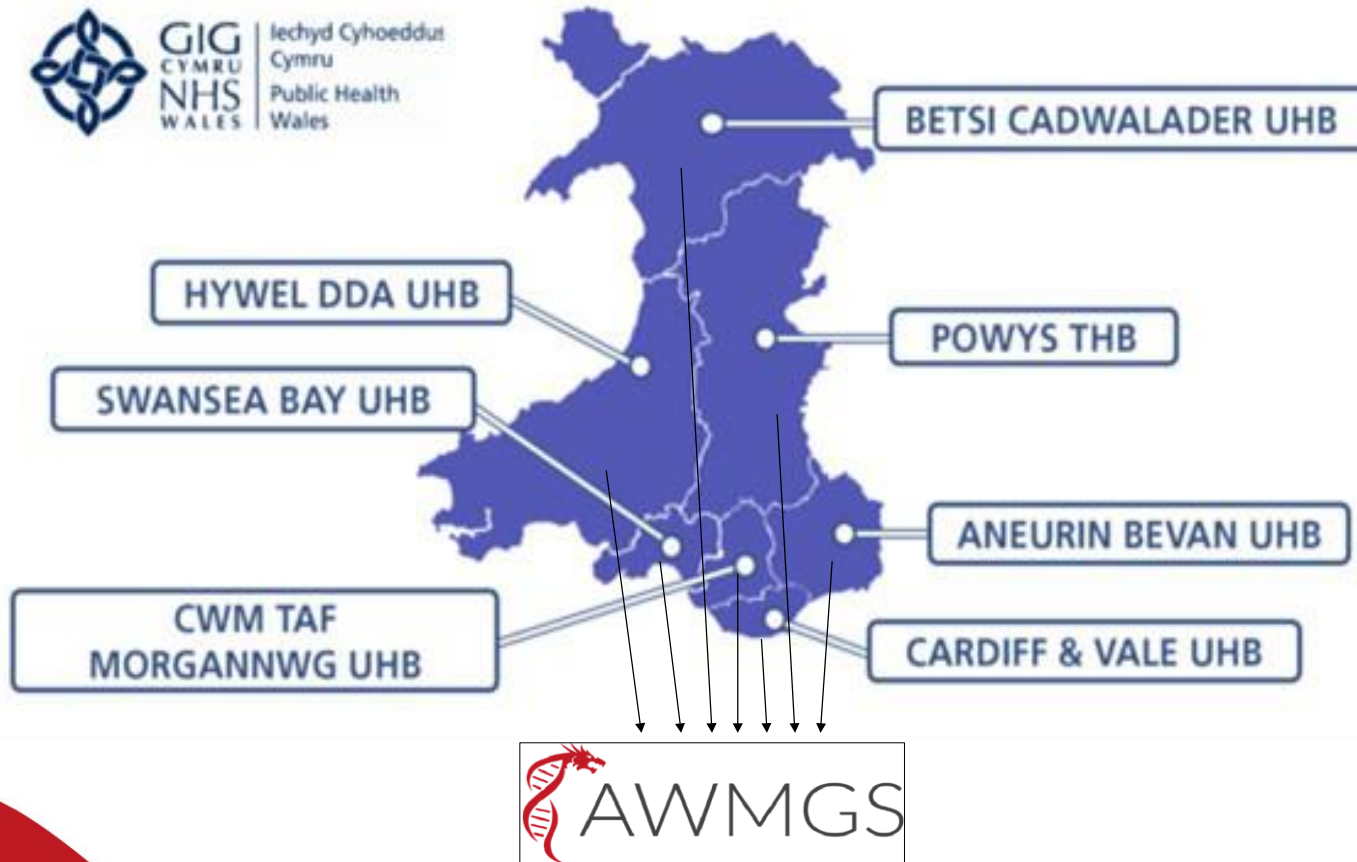 GIG
CYMRU
NHS
WALES
Iechyd Cyhoeddus
Cymru
Public Health
Wales
BETSI CADWALADER UHB
HYWEL DDA UHB
POWYS THB
SWANSEA BAY UHB
ANEURIN BEVAN UHB
CWM TAF
MORGANNWG UHB
CARDIFF & VALE UHB
AWMGS